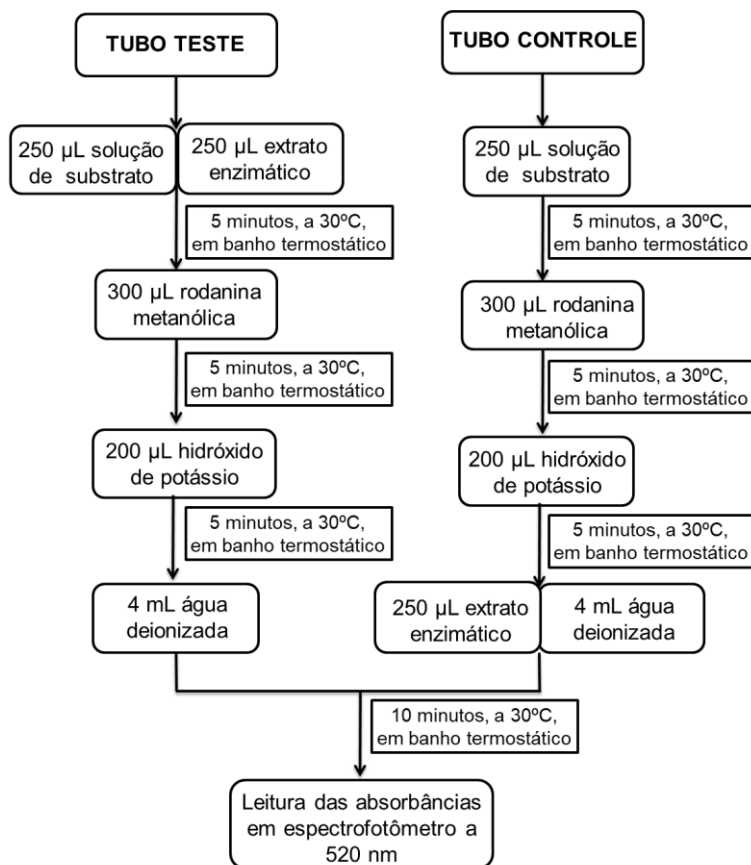 TUBO TESTE
250 µL solução
de substrato
250 µL extrato
enzimático
5 minutos, a 30ºC,
em banho termostático
300 µL rodanina
metanólica
5 minutos, a 30ºC,
em banho termostático
200 µL hidróxido
de potássio
5 minutos, a 30ºC,
em banho termostático
4 mL água
deionizada
TUBO CONTROLE
250 µL solução
de substrato
5 minutos, a 30ºC,
em banho termostático
300 µL rodanina
metanólica
5 minutos, a 30ºC,
em banho termostático
200 µL hidróxido
de potássio
5 minutos, a 30ºC,
em banho termostático
250 µL extrato
enzimático
4 mL água
deionizada
10 minutos, a 30ºC,
em banho termostático
Leitura das absorbâncias
em espectrofotômetro a
520 nm